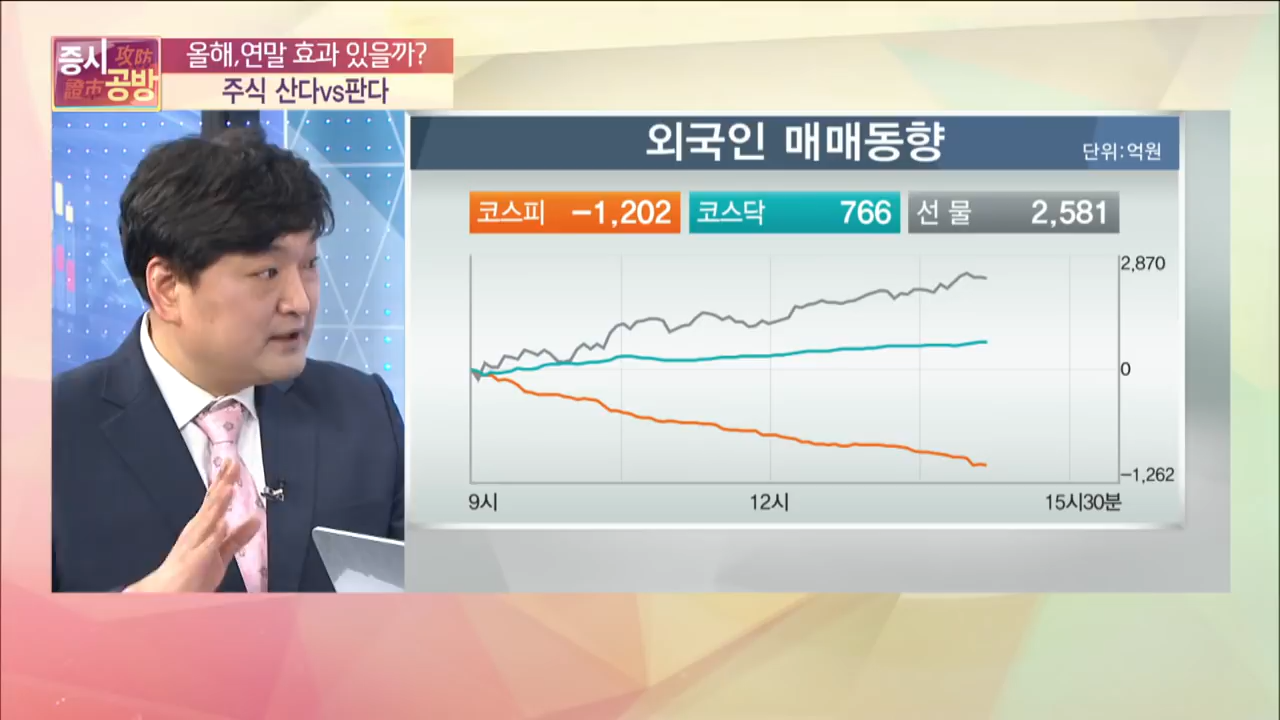 증시 攻防
證市 공방
올해,연말 효과 있을까?
주식 산다vs판다
외국인 매매동향
단위:억원
코스피 -1,202 코스닥 766 선 물 2,581
2,870
0
-1,262
9시 12시 15시30분